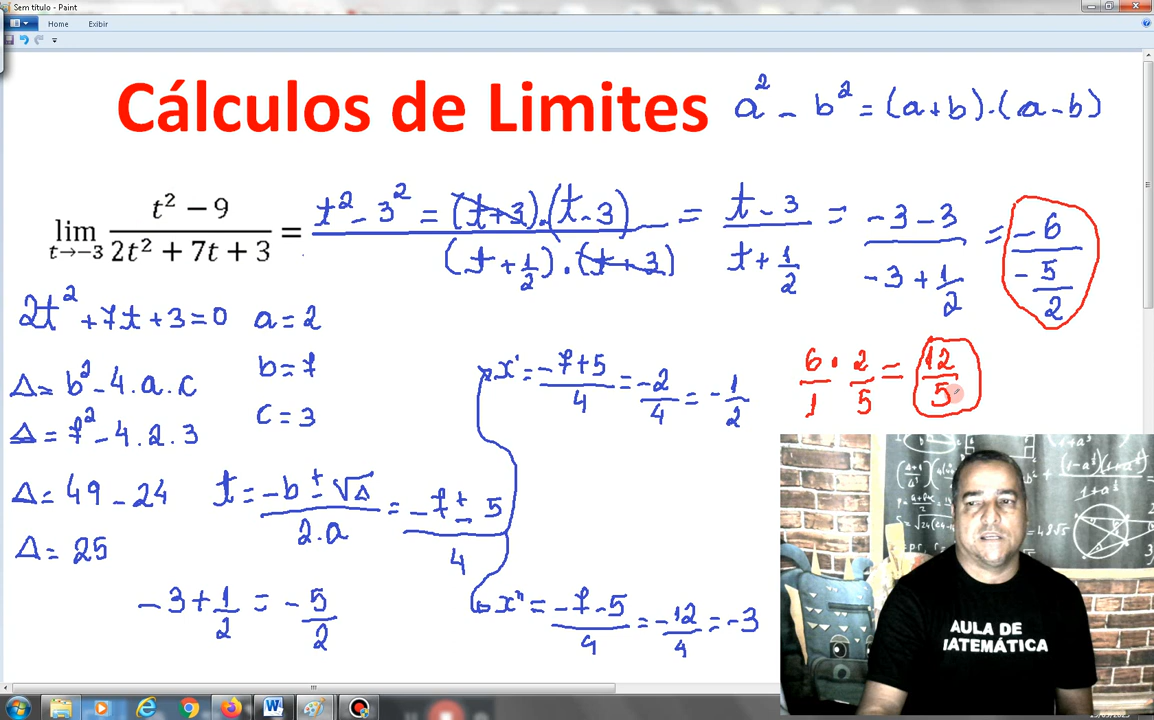 Sem título - Paint
Home Exibir
Cálculos de Limites a² - b² = (a+b).(a-b)
lim t→-3 (t² - 9)/(2t² + 7t + 3) = t² - 3² = (t+3).(t-3) / (t+1/2).(t+3) = (t-3)/(t+1/2) = (-3-3)/(-3+1/2) = -6/(-5/2)
2t² + 7t + 3 = 0 a = 2
b = 7
c = 3
Δ = b² - 4.a.c
Δ = 7² - 4.2.3
Δ = 49 - 24
Δ = 25
t = (-b ± √Δ)/2.a = (-7 ± 5)/4
x' = (-7+5)/4 = -2/4 = -1/2
x'' = (-7-5)/4 = -12/4 = -3
-3 + 1/2 = -5/2
6/1 . 2/5 = 12/5
AULA DE
MATEMÁTICA